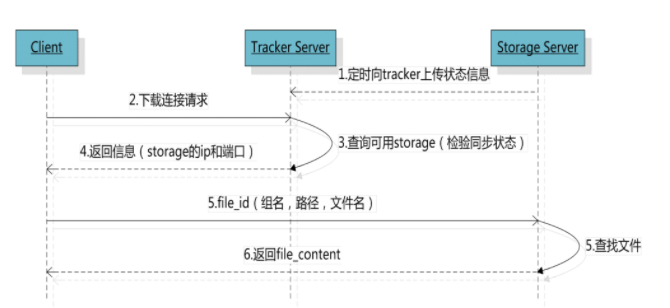 Client
Tracker Server
Storage Server
1.定时向tracker上传状态信息
2.下载连接请求
3.查询可用storage（检验同步状态）
4.返回信息（storage的ip和端口）
5.file_id（组名，路径，文件名）
5.查找文件
6.返回file_content